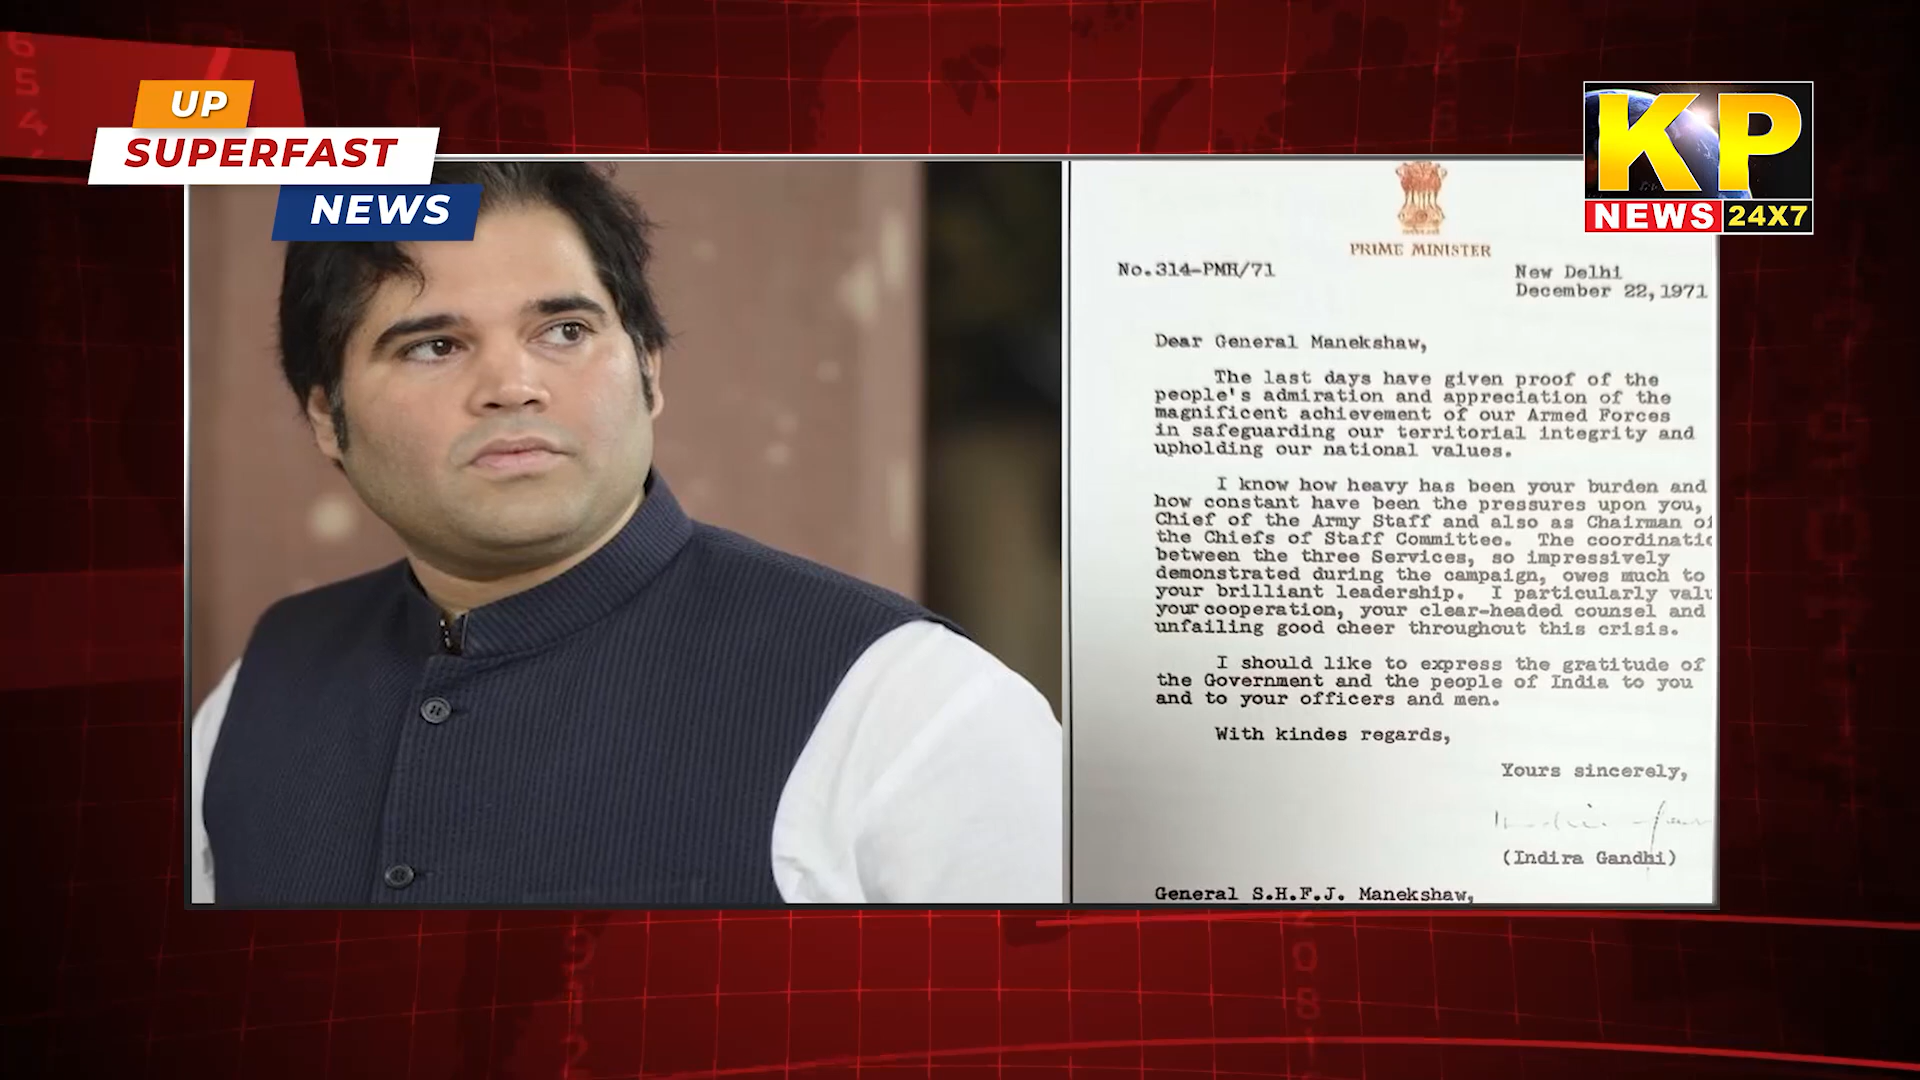 UP
SUPERFAST
NEWS
KP
NEWS 24X7
PRIME MINISTER
No.314-PMH/71
New Delhi
December 22, 1971
Dear General Manekshaw,
The last days have given proof of the
people's admiration and appreciation of the
magnificent achievement of our Armed Forces
in safeguarding our territorial integrity and
upholding our national values.
I know how heavy has been your burden and
how constant have been the pressures upon you,
Chief of the Army Staff and also as Chairman of
the Chiefs of Staff Committee. The coordinatio
between the three Services, so impressively
demonstrated during the campaign, owes much to
your brilliant leadership. I particularly valu
your cooperation, your clear-headed counsel and
unfailing good cheer throughout this crisis.
I should like to express the gratitude of
the Government and the people of India to you
and to your officers and men.
With kindes regards,
Yours sincerely,
(Indira Gandhi)
General S.H.F.J. Manekshaw,